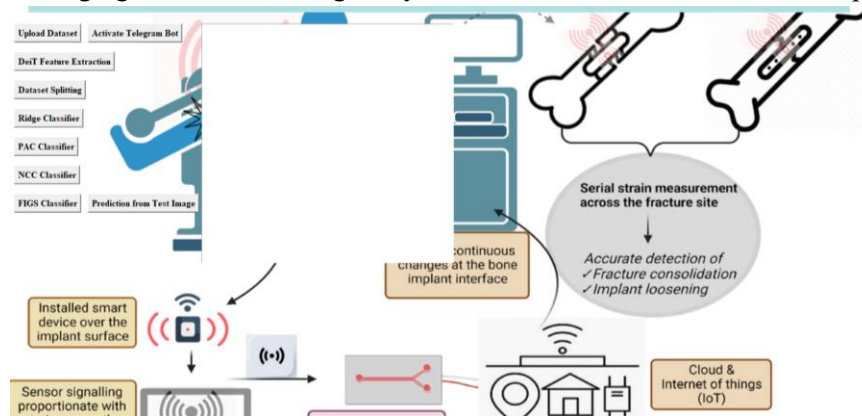 Upload Dataset
Activate Telegram Bot
DeiT Feature Extraction
Dataset Splitting
Ridge Classifier
PAC Classifier
NCC Classifier
FIGS Classifier
Prediction from Test Image
Serial strain measurement
across the fracture site
Accurate detection of
✓Fracture consolidation
✓Implant loosening
continuous
changes at the bone
implant interface
Installed smart
device over the
implant surface
Cloud &
Internet of things
(IoT)
Sensor signalling
proportionate with